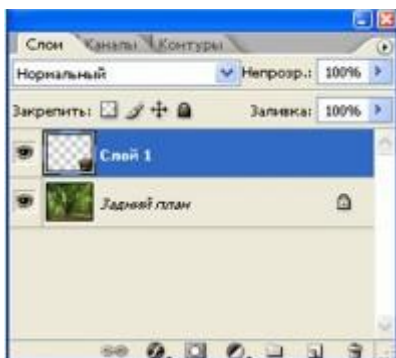 Слои Каналы Контуры
Нормальный Непрозр.: 100%
Закрепить: Заливка: 100%
Слой 1
Задний план